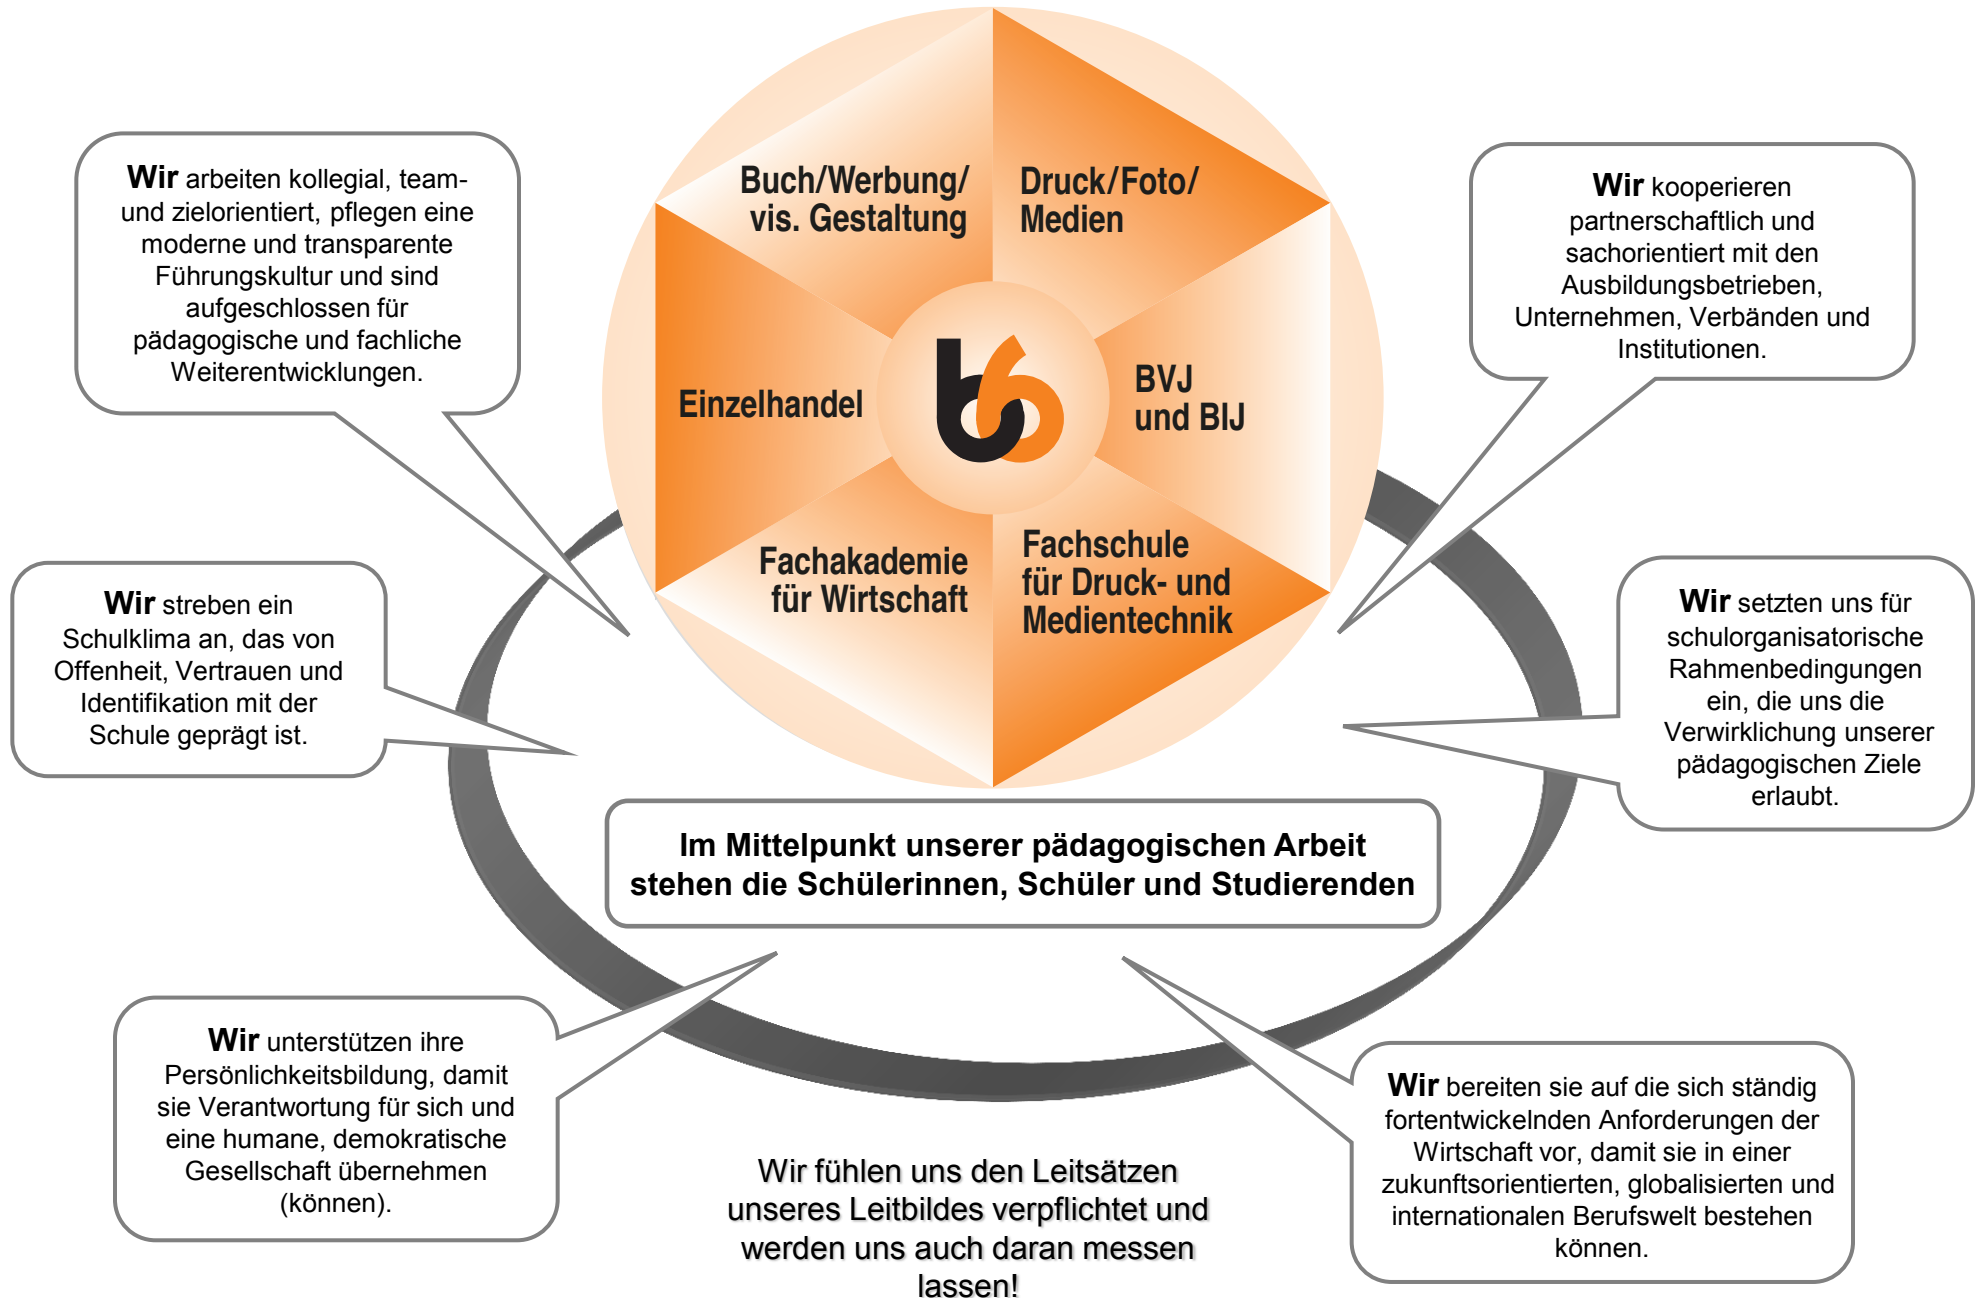 Buch/Werbung/
vis. Gestaltung
Druck/Foto/
Medien
Einzelhandel
BVJ
und BIJ
Fachakademie
für Wirtschaft
Fachschule
für Druck- und
Medientechnik
Wir arbeiten kollegial, team-
und zielorientiert, pflegen eine
moderne und transparente
Führungskultur und sind
aufgeschlossen für
pädagogische und fachliche
Weiterentwicklungen.
Wir kooperieren
partnerschaftlich und
sachorientiert mit den
Ausbildungsbetrieben,
Unternehmen, Verbänden und
Institutionen.
Wir streben ein
Schulklima an, das von
Offenheit, Vertrauen und
Identifikation mit der
Schule geprägt ist.
Wir setzten uns für
schulorganisatorische
Rahmenbedingungen
ein, die uns die
Verwirklichung unserer
pädagogischen Ziele
erlaubt.
Im Mittelpunkt unserer pädagogischen Arbeit
stehen die Schülerinnen, Schüler und Studierenden
Wir unterstützen ihre
Persönlichkeitsbildung, damit
sie Verantwortung für sich und
eine humane, demokratische
Gesellschaft übernehmen
(können).
Wir bereiten sie auf die sich ständig
fortentwickelnden Anforderungen der
Wirtschaft vor, damit sie in einer
zukunftsorientierten, globalisierten und
internationalen Berufswelt bestehen
können.
Wir fühlen uns den Leitsätzen
unseres Leitbildes verpflichtet und
werden uns auch daran messen
lassen!